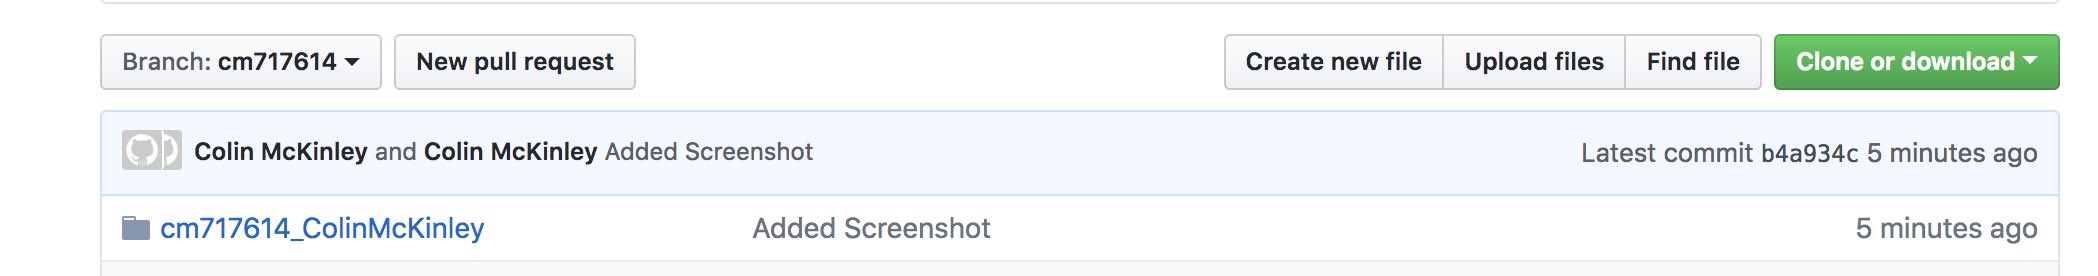 Branch: cm717614 New pull request Create new file Upload files Find file Clone or download
Colin McKinley and Colin McKinley Added Screenshot Latest commit b4a934c 5 minutes ago
cm717614_ColinMcKinley Added Screenshot 5 minutes ago